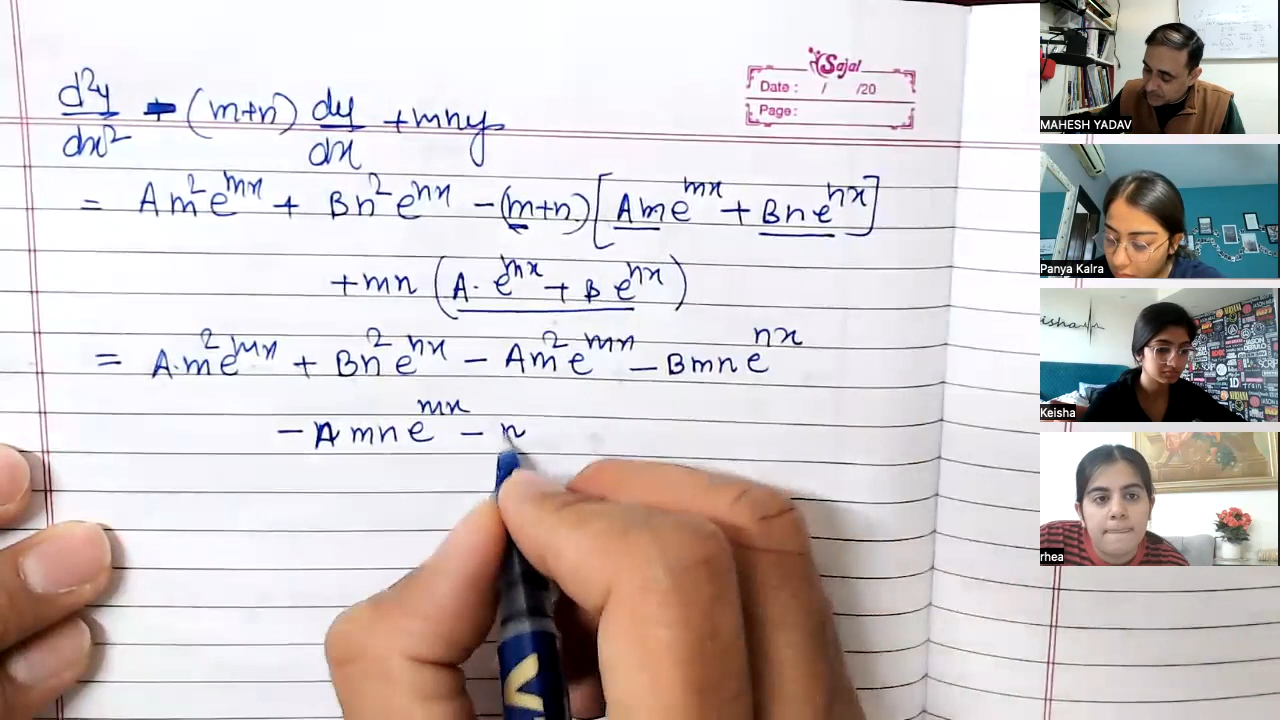 Sajal
Date : / /20
Page :
d²y/dx² - (m+n) dy/dx + mny
= Am²e^mx + Bn²e^nx - (m+n) [Ame^mx + Bne^nx]
+mn (A. e^mx + B e^nx)
= A.m²e^mx + Bn²e^nx - Am²e^mx - Bmne^nx
- Amne^mx - n
MAHESH YADAV
Panya Kalra
Keisha
rhea